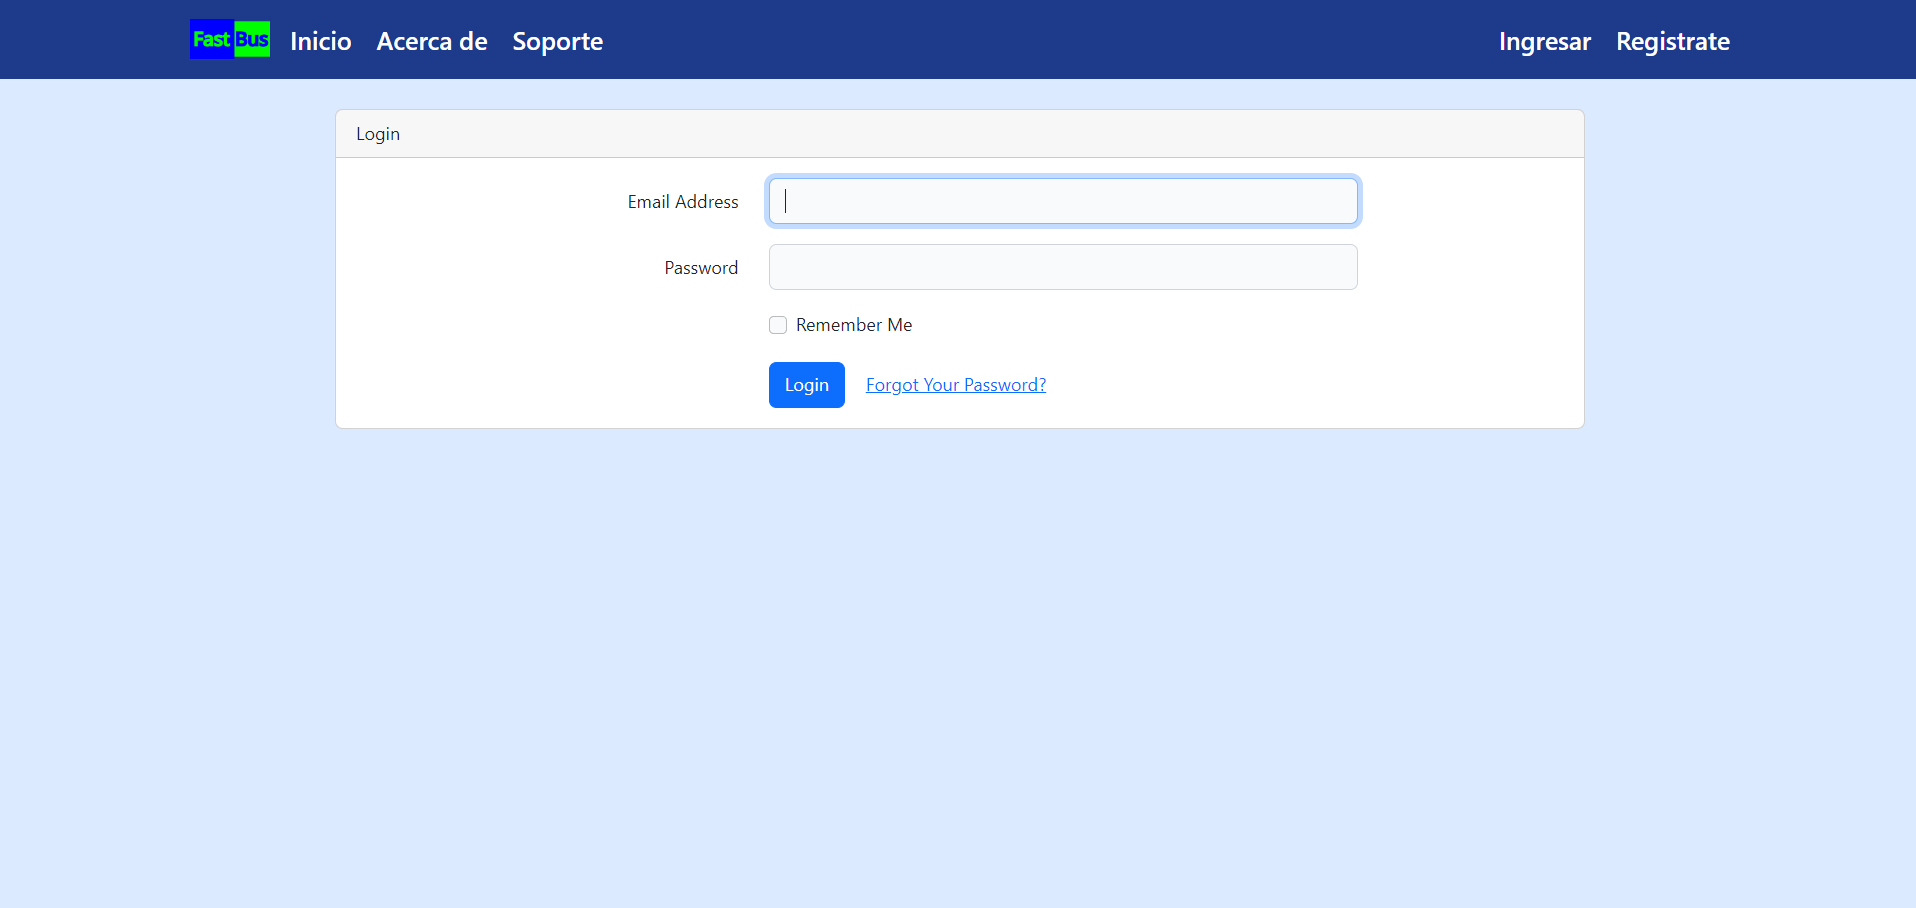 Fast Bus Inicio Acerca de Soporte Ingresar Registrate
Login
Email Address
Password
Remember Me
Login Forgot Your Password?